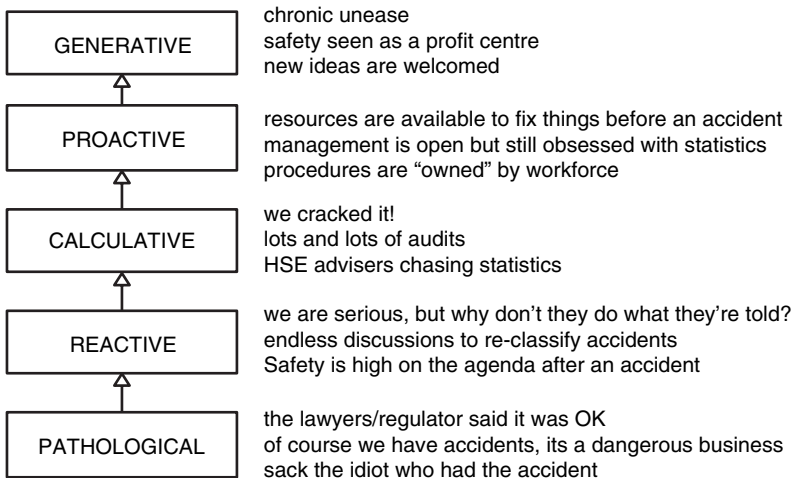 GENERATIVE
chronic unease
safety seen as a profit centre
new ideas are welcomed
PROACTIVE
resources are available to fix things before an accident
management is open but still obsessed with statistics
procedures are “owned” by workforce
CALCULATIVE
we cracked it!
lots and lots of audits
HSE advisers chasing statistics
REACTIVE
we are serious, but why don’t they do what they’re told?
endless discussions to re-classify accidents
Safety is high on the agenda after an accident
PATHOLOGICAL
the lawyers/regulator said it was OK
of course we have accidents, its a dangerous business
sack the idiot who had the accident